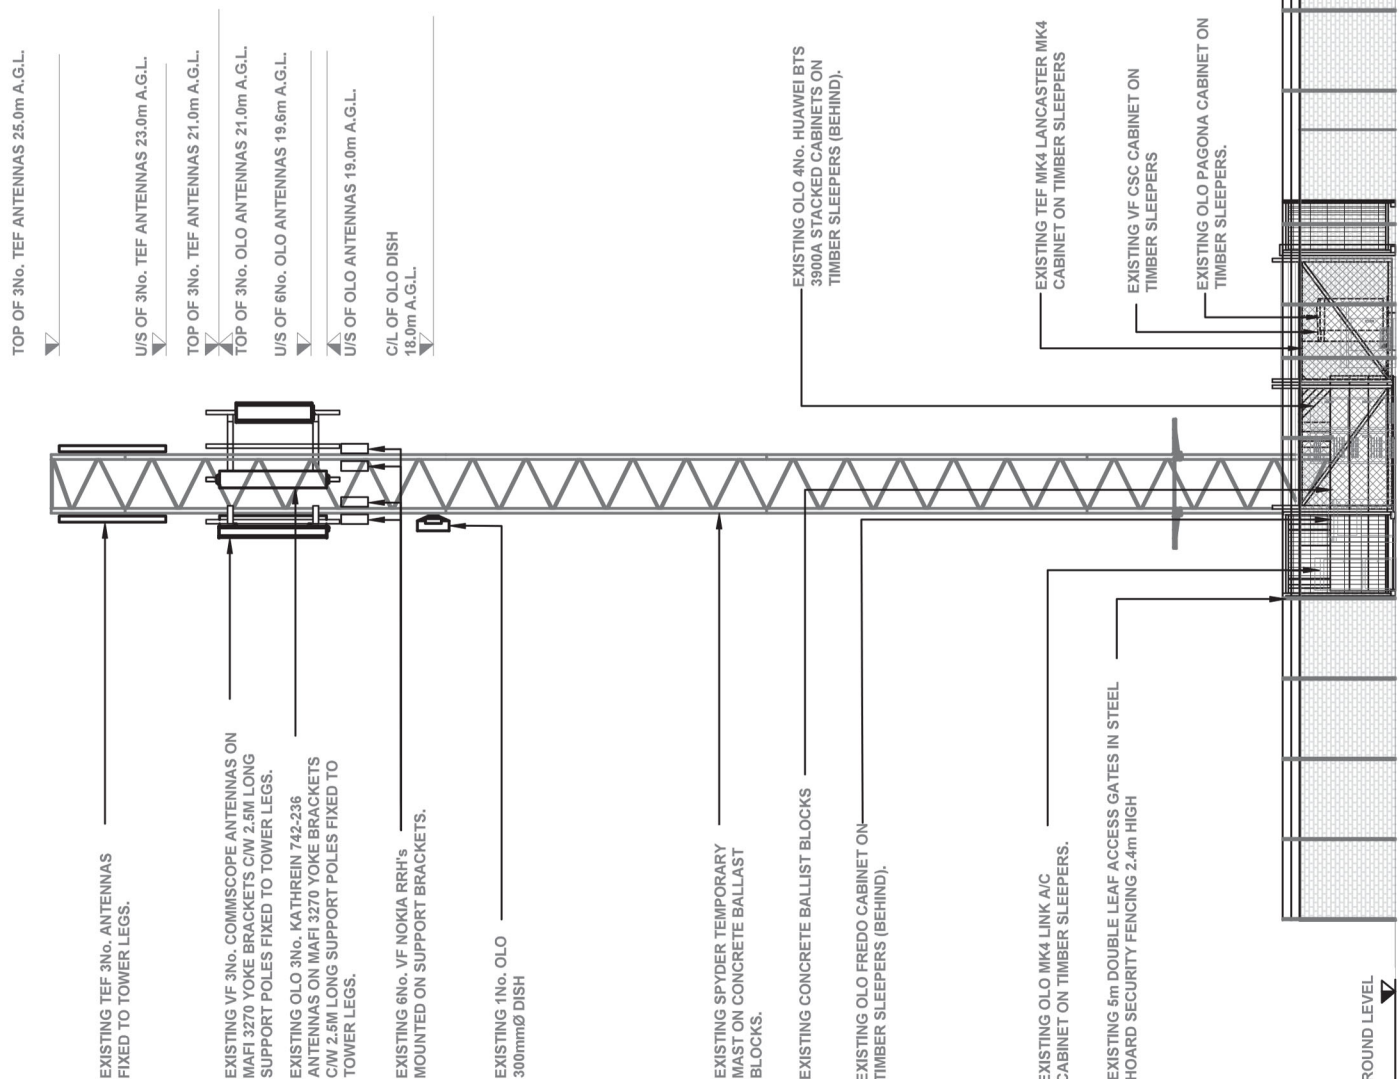 TOP OF 3No. TEF ANTENNAS 25.0m A.G.L.
U/S OF 3No. TEF ANTENNAS 23.0m A.G.L.
TOP OF 3No. TEF ANTENNAS 21.0m A.G.L.
TOP OF 3No. OLO ANTENNAS 21.0m A.G.L.
U/S OF 6No. OLO ANTENNAS 19.6m A.G.L.
U/S OF OLO ANTENNAS 19.0m A.G.L.
C/L OF OLO DISH
18.0m A.G.L.
EXISTING OLO 4No. HUAWEI BTS
3900A STACKED CABINETS ON
TIMBER SLEEPERS (BEHIND).
EXISTING TEF MK4 LANCASTER MK4
CABINET ON TIMBER SLEEPERS
EXISTING VF CSC CABINET ON
TIMBER SLEEPERS
EXISTING OLO PAGONA CABINET ON
TIMBER SLEEPERS.
EXISTING TEF 3No. ANTENNAS
FIXED TO TOWER LEGS.
EXISTING VF 3No. COMMSCOPE ANTENNAS ON
MAFI 3270 YOKE BRACKETS C/W 2.5M LONG
SUPPORT POLES FIXED TO TOWER LEGS.
EXISTING OLO 3No. KATHREIN 742-236
ANTENNAS ON MAFI 3270 YOKE BRACKETS
C/W 2.5M LONG SUPPORT POLES FIXED TO
TOWER LEGS.
EXISTING 6No. VF NOKIA RRH's
MOUNTED ON SUPPORT BRACKETS.
EXISTING 1No. OLO
300mmØ DISH
EXISTING SPYDER TEMPORARY
MAST ON CONCRETE BALLAST
BLOCKS.
EXISTING CONCRETE BALLIST BLOCKS
EXISTING OLO FREDO CABINET ON
TIMBER SLEEPERS (BEHIND).
EXISTING OLO MK4 LINK A/C
CABINET ON TIMBER SLEEPERS.
EXISTING 5m DOUBLE LEAF ACCESS GATES IN STEEL
HOARD SECURITY FENCING 2.4m HIGH
ROUND LEVEL